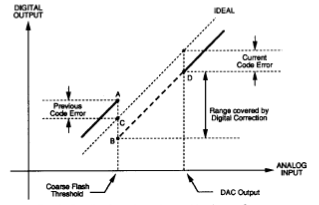 DIGITAL
OUTPUT
IDEAL
Previous
Code Error
A
C
B
D
Current
Code Error
Range covered by
Digital Correction
ANALOG
INPUT
Coarse Flash
Threshold
DAC Output